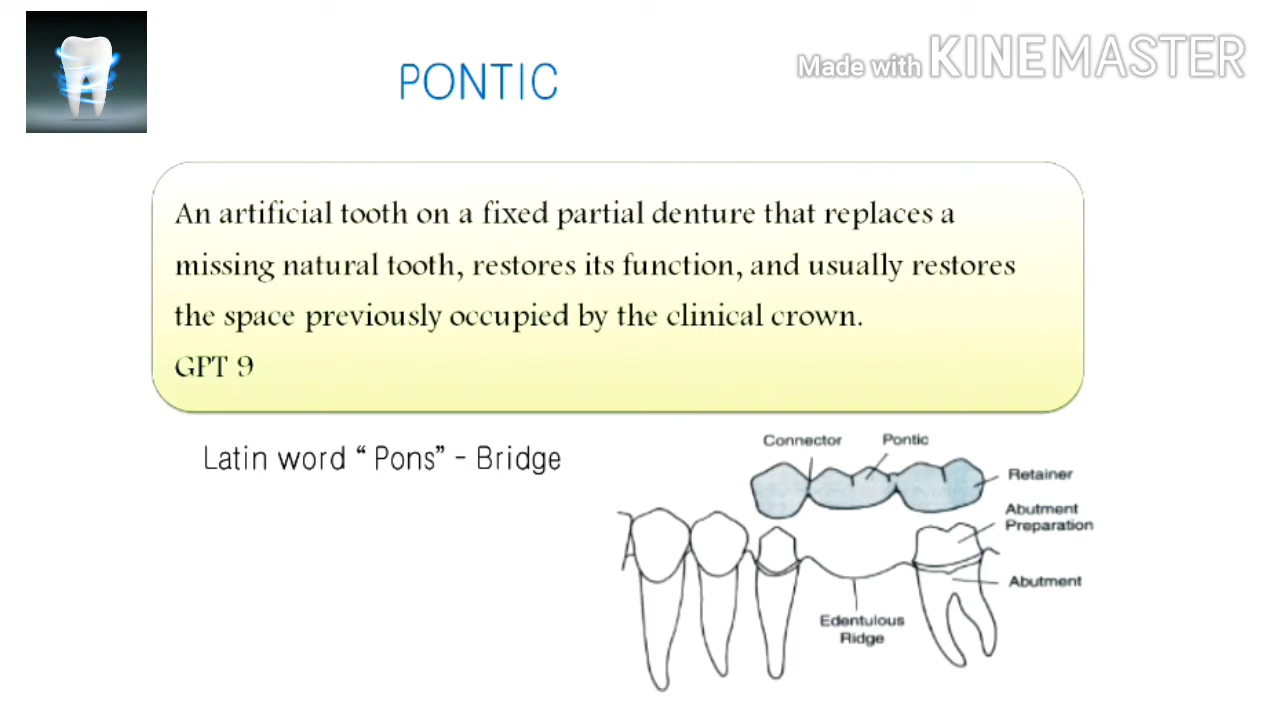 Made with KINEMASTER
PONTIC
An artificial tooth on a fixed partial denture that replaces a
missing natural tooth, restores its function, and usually restores
the space previously occupied by the clinical crown.
GPT 9
Latin word “ Pons” - Bridge
Connector
Pontic
Retainer
Abutment
Preparation
Abutment
Edentulous
Ridge